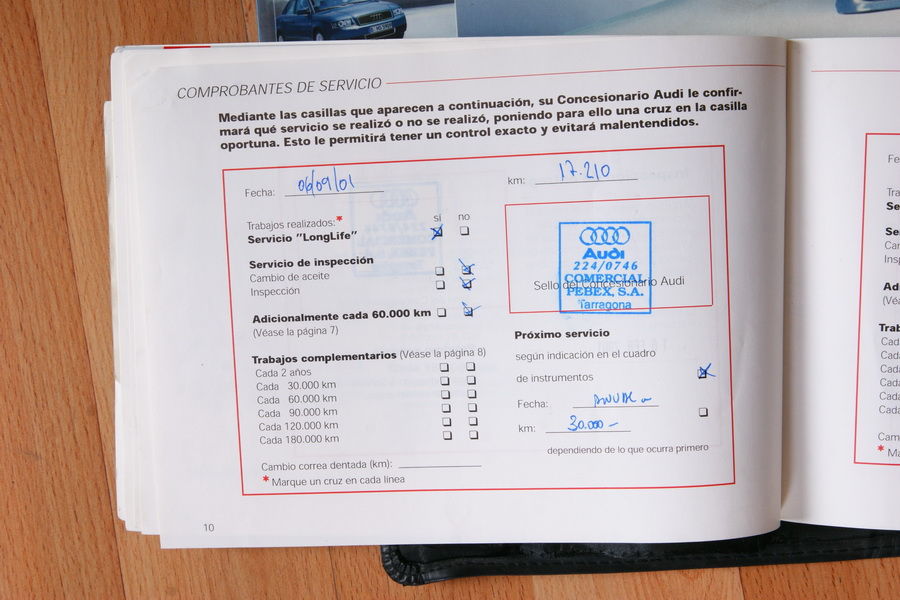 COMPROBANTES DE SERVICIO
Mediante las casillas que aparecen a continuación, su Concesionario Audi le confir-
mará qué servicio se realizó o no se realizó, poniendo para ello una cruz en la casilla
oportuna. Esto le permitirá tener un control exacto y evitará malentendidos.
Fecha: 06/09/01
km: 17.210
Trabajos realizados:* sí no
Servicio "LongLife"
Servicio de inspección
Cambio de aceite
Inspección
Adicionalmente cada 60.000 km
(Véase la página 7)
Trabajos complementarios (Véase la página 8)
Cada 2 años
Cada 30.000 km
Cada 60.000 km
Cada 90.000 km
Cada 120.000 km
Cada 180.000 km
Cambio correa dentada (km):
* Marque un cruz en cada línea
Audi
224/0746
COMERCIAL
PEBEX, S.A.
Tarragona
Sello del Concesionario Audi
Próximo servicio
según indicación en el cuadro
de instrumentos
Fecha:
km: 30.000
dependiendo de lo que ocurra primero
10